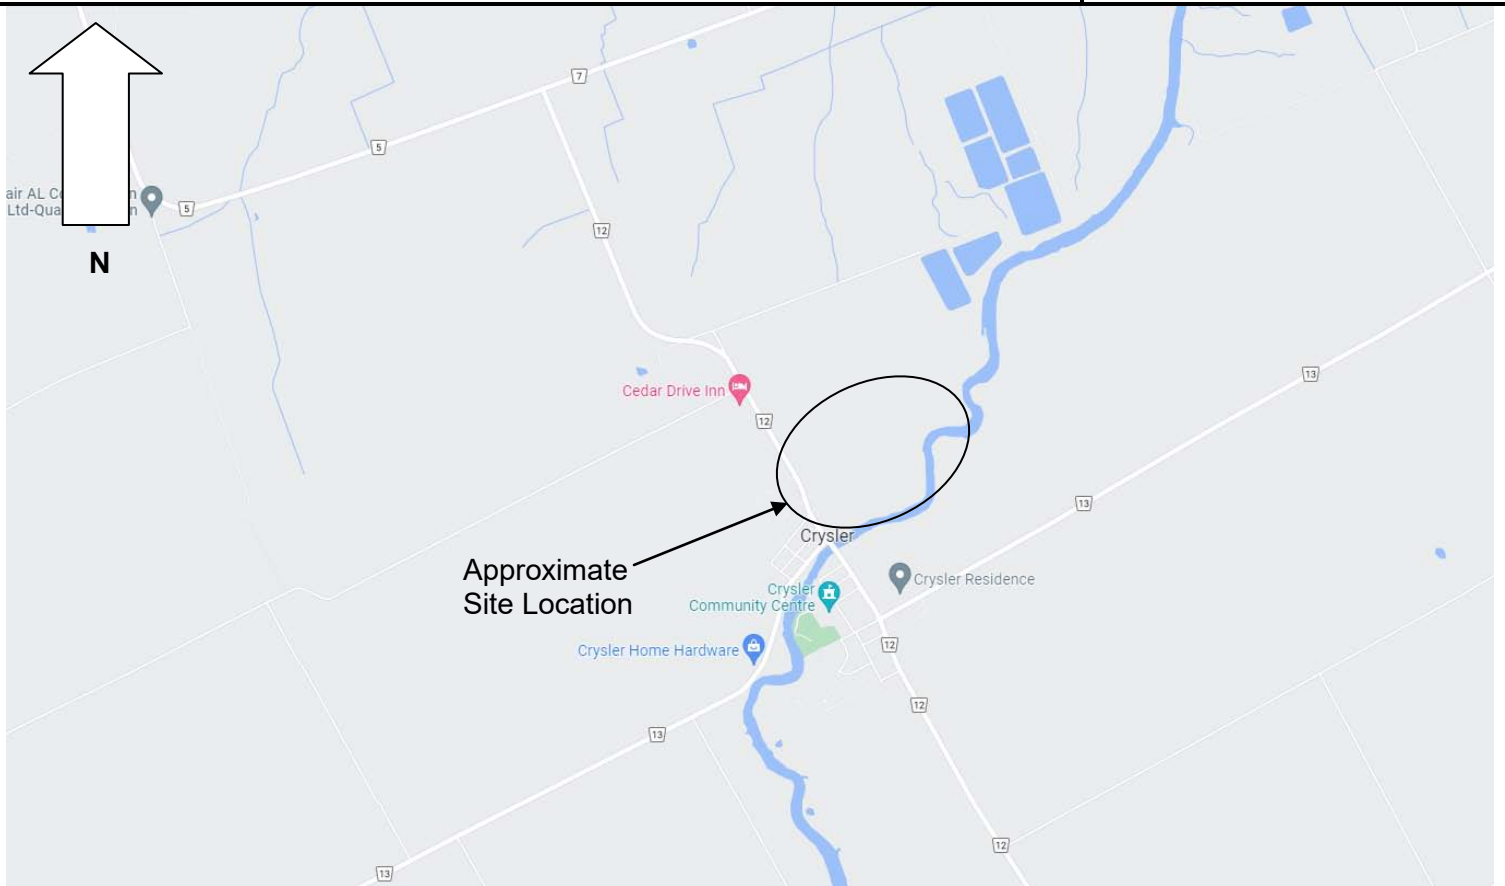 7
5
air AL Co
n
Ltd-Qua
n
5
12
N
13
Cedar Drive Inn
12
13
Crysler
Approximate
Site Location
Crysler Residence
Crysler
Community Centre
Crysler Home Hardware
12
12
13
12
13